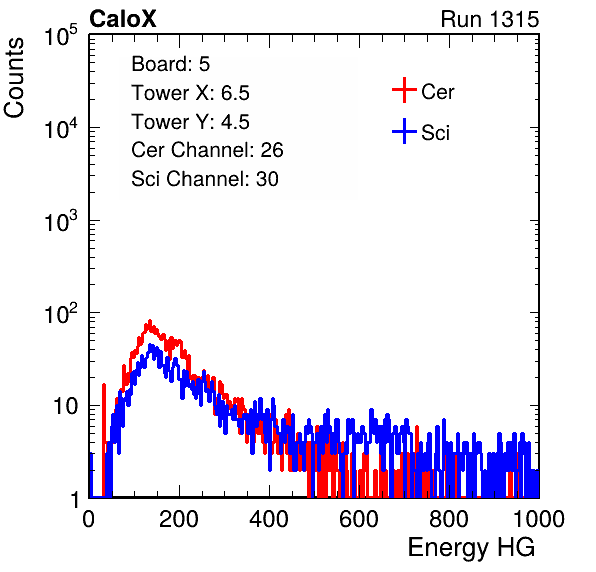 CaloX Run 1315
Counts
Board: 5
Tower X: 6.5
Tower Y: 4.5
Cer Channel: 26
Sci Channel: 30
Cer
Sci
10^5
10^4
10^3
10^2
10
1
0 200 400 600 800 1000
Energy HG